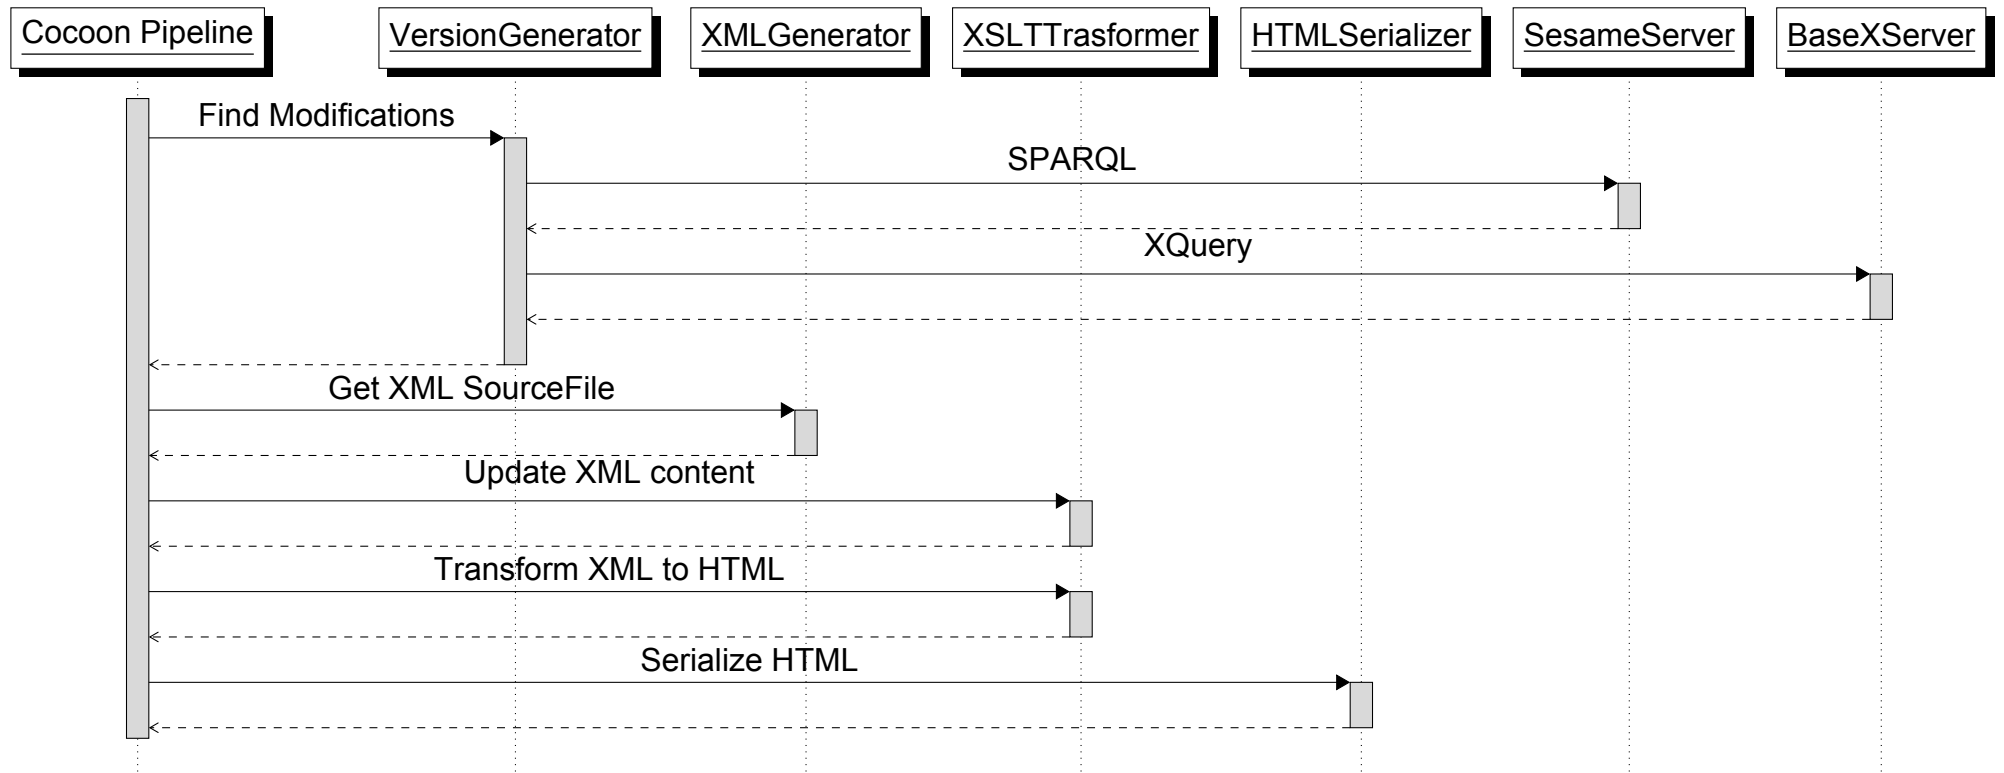 Cocoon Pipeline
VersionGenerator
XMLGenerator
XSLTTrasformer
HTMLSerializer
SesameServer
BaseXServer
Find Modifications
SPARQL
XQuery
Get XML SourceFile
Update XML content
Transform XML to HTML
Serialize HTML